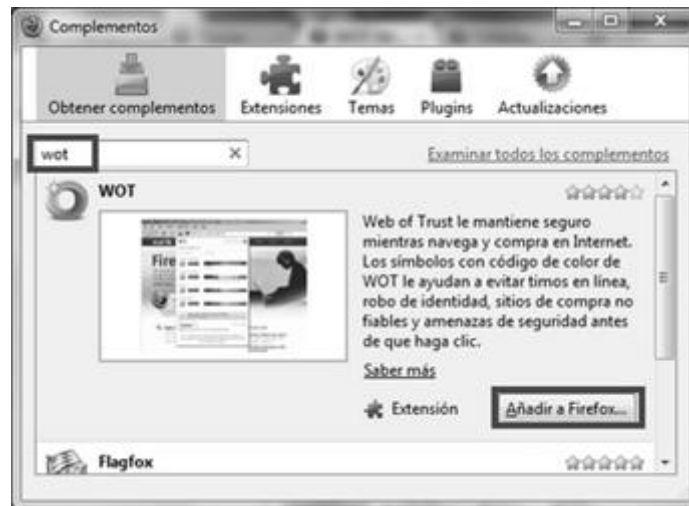 Complementos
Obtener complementos
Extensiones
Temas
Plugins
Actualizaciones
wot
Examinar todos los complementos
WOT
Web of Trust le mantiene seguro
mientras navega y compra en Internet.
Los símbolos con código de color de
WOT le ayudan a evitar timos en línea,
robo de identidad, sitios de compra no
fiables y amenazas de seguridad antes
de que haga clic.
Saber más
Extensión
Añadir a Firefox...
Flagfox